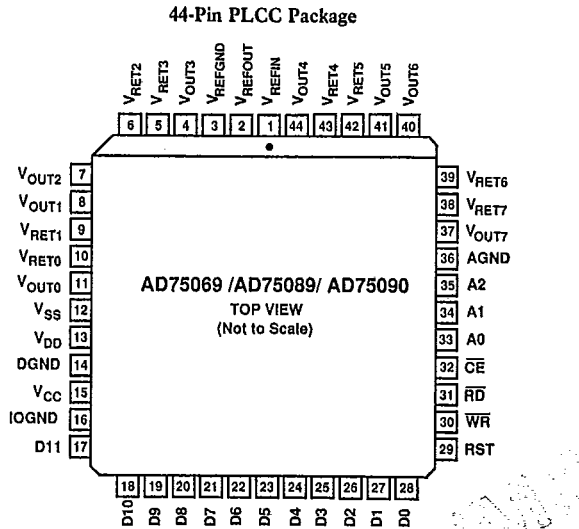 44-Pin PLCC Package
VRET2
VRET3
VOUT3
VREFGND
VREFOUT
VREFIN
VOUT4
VRET4
VRET5
VOUT5
VOUT6
6 5 4 3 2 1 44 43 42 41 40
VOUT2 7
VOUT1 8
VRET1 9
VRET0 10
VOUT0 11
VSS 12
VDD 13
DGND 14
VCC 15
IOGND 16
D11 17
AD75069 /AD75089/ AD75090
TOP VIEW
(Not to Scale)
39 VRET6
38 VRET7
37 VOUT7
36 AGND
35 A2
34 A1
33 A0
32 C̅E̅
31 R̅D̅
30 W̅R̅
29 RST
18 19 20 21 22 23 24 25 26 27 28
D10
D9
D8
D7
D6
D5
D4
D3
D2
D1
D0